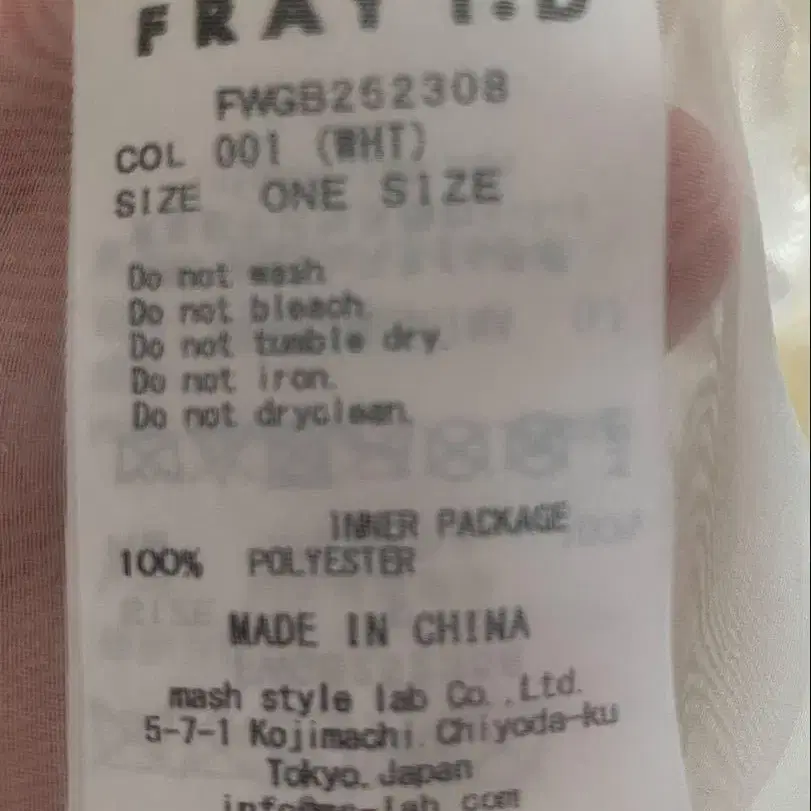 FRAY I.D
FWGB252308
COL 001 (WHT)
SIZE ONE SIZE
Do not wash
Do not bleach.
Do not tumble dry.
Do not iron.
Do not dryclean.
INNER PACKAGE
100% POLYESTER
MADE IN CHINA
mash style lab Co.,Ltd.
5-7-1 Kojimachi.Chiyoda-ku
Tokyo.Japan